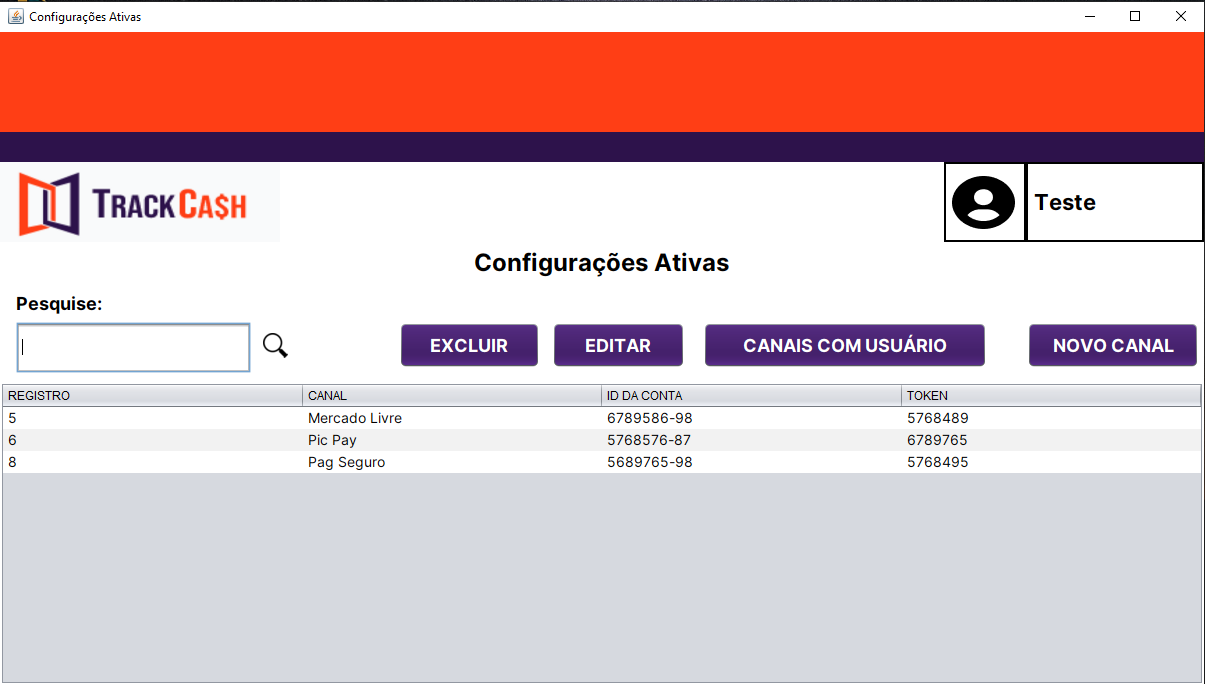 Configurações Ativas
TRACKCA$H
Teste
Configurações Ativas
Pesquise:
EXCLUIR EDITAR CANAIS COM USUÁRIO NOVO CANAL
REGISTRO CANAL ID DA CONTA TOKEN
5 Mercado Livre 6789586-98 5768489
6 Pic Pay 5768576-87 6789765
8 Pag Seguro 5689765-98 5768495